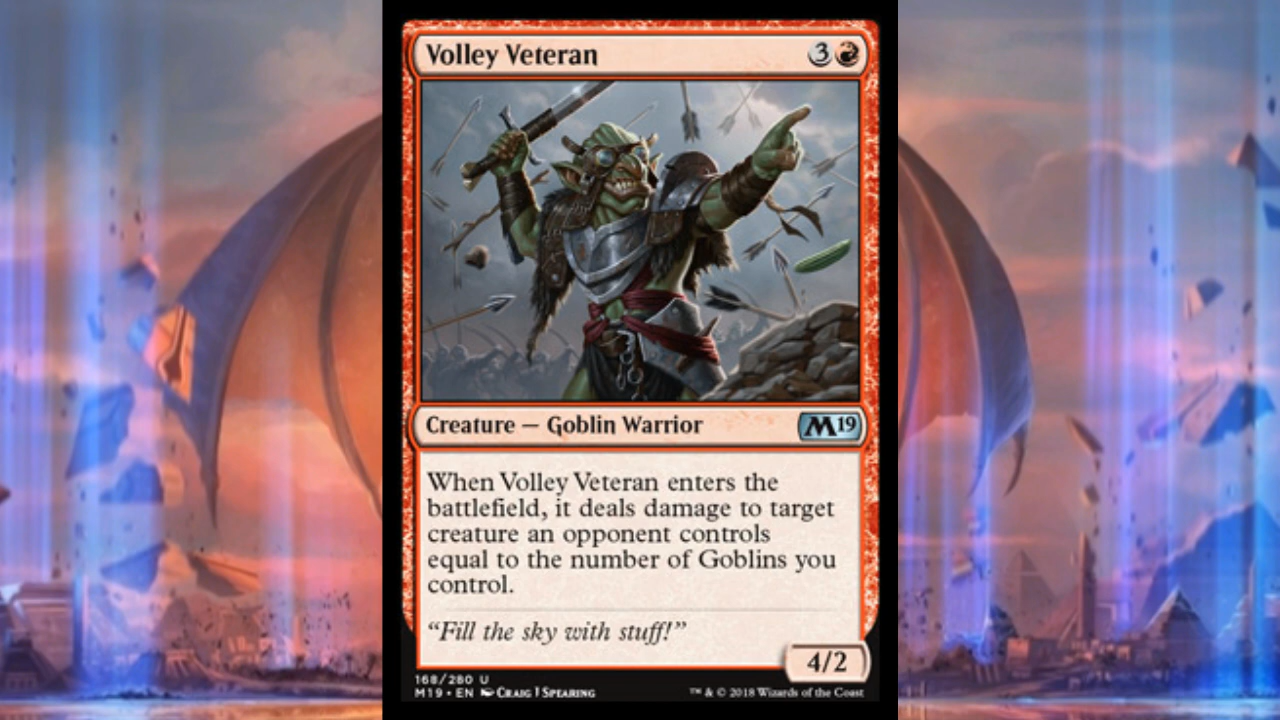 Volley Veteran 3
Creature — Goblin Warrior M19
When Volley Veteran enters the
battlefield, it deals damage to target
creature an opponent controls
equal to the number of Goblins you
control.
“Fill the sky with stuff!”
4/2
168/280 U
M19 • EN Craig J Spearing ™ & © 2018 Wizards of the Coast